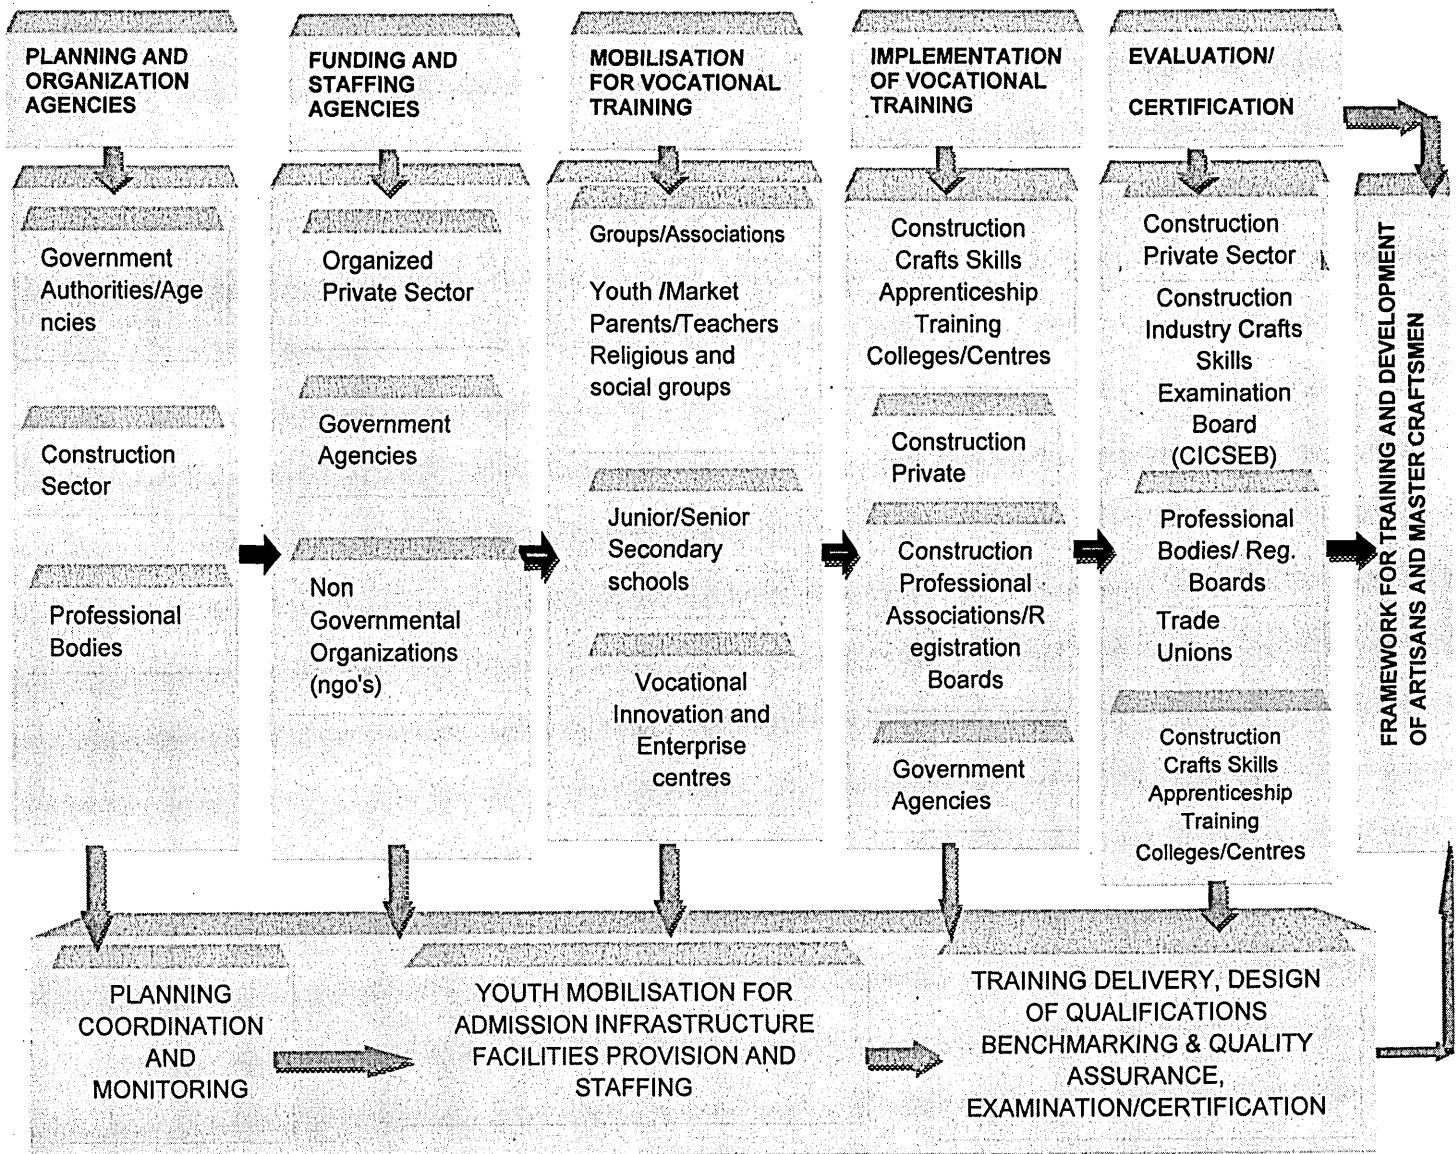 PLANNING AND
ORGANIZATION
AGENCIES
FUNDING AND
STAFFING
AGENCIES
MOBILISATION
FOR VOCATIONAL
TRAINING
IMPLEMENTATION
OF VOCATIONAL
TRAINING
EVALUATION/
CERTIFICATION
Government
Authorities/Age
ncies
Construction
Sector
Professional
Bodies
Organized
Private Sector
Government
Agencies
Non
Governmental
Organizations
(ngo's)
Groups/Associations
Youth /Market
Parents/Teachers
Religious and
social groups
Junior/Senior
Secondary
schools
Vocational
Innovation and
Enterprise
centres
Construction
Crafts Skills
Apprenticeship
Training
Colleges/Centres
Construction
Private
Construction
Professional
Associations/R
egistration
Boards
Government
Agencies
Construction
Private Sector
Construction
Industry Crafts
Skills
Examination
Board
(CICSEB)
Professional
Bodies/ Reg.
Boards
Trade
Unions
Construction
Crafts Skills
Apprenticeship
Training
Colleges/Centres
FRAMEWORK FOR TRAINING AND DEVELOPMENT
OF ARTISANS AND MASTER CRAFTSMEN
PLANNING
COORDINATION
AND
MONITORING
YOUTH MOBILISATION FOR
ADMISSION INFRASTRUCTURE
FACILITIES PROVISION AND
STAFFING
TRAINING DELIVERY, DESIGN
OF QUALIFICATIONS
BENCHMARKING & QUALITY
ASSURANCE,
EXAMINATION/CERTIFICATION